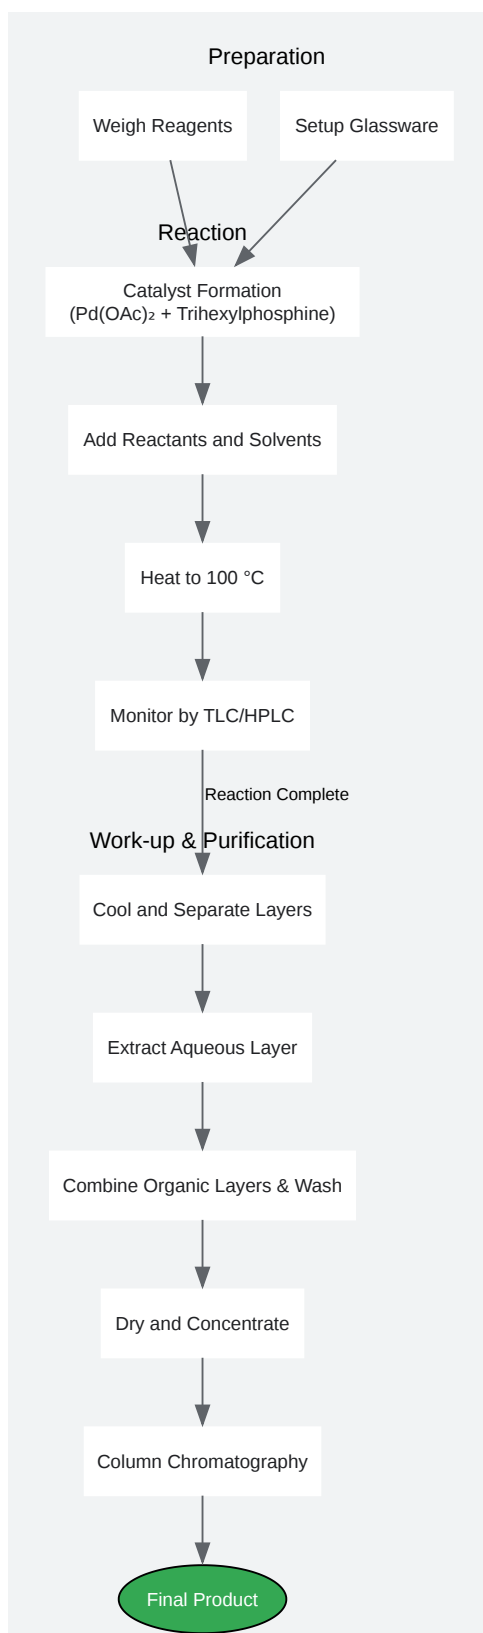 Preparation
Weigh Reagents
Setup Glassware
Reaction
Catalyst Formation
(Pd(OAc)₂ + Trihexylphosphine)
Add Reactants and Solvents
Heat to 100 °C
Monitor by TLC/HPLC
Reaction Complete
Work-up & Purification
Cool and Separate Layers
Extract Aqueous Layer
Combine Organic Layers & Wash
Dry and Concentrate
Column Chromatography
Final Product